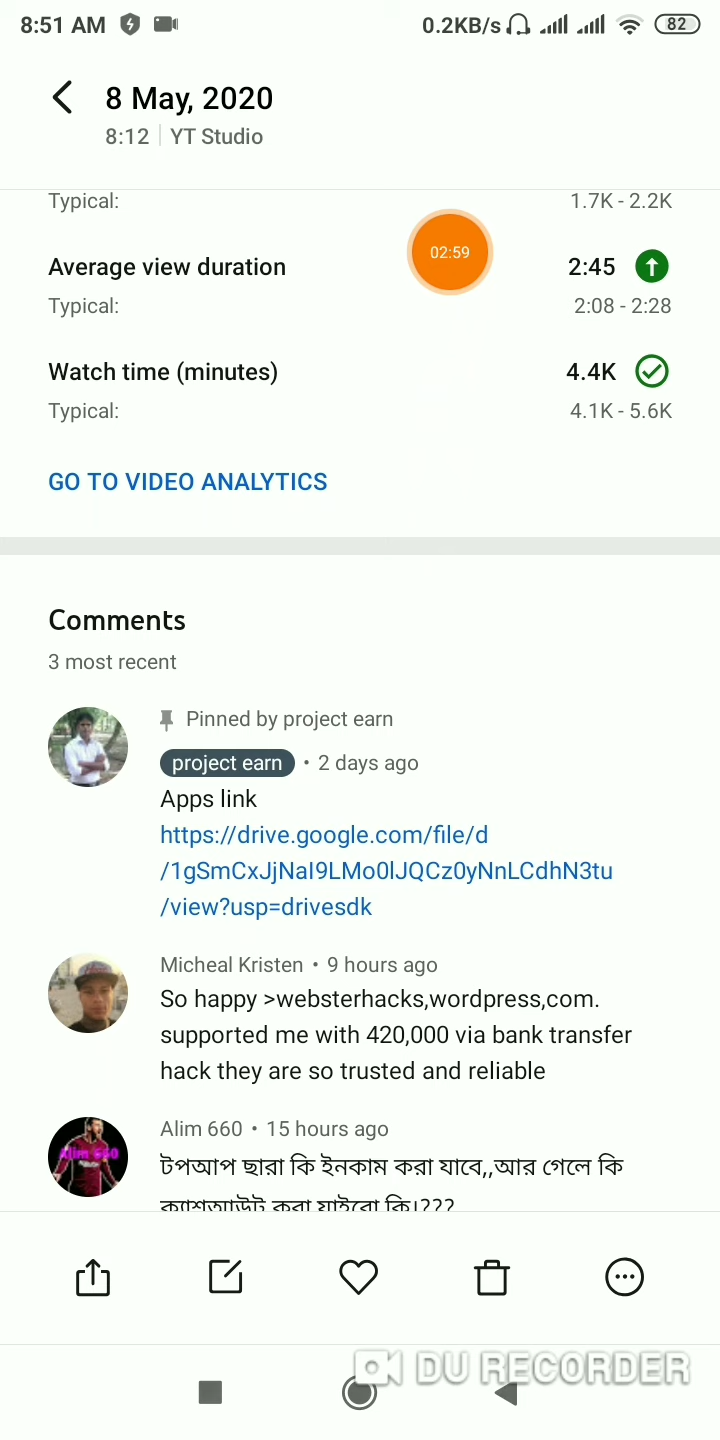 8:51 AM 0.2KB/s 82
8 May, 2020
8:12 YT Studio
Typical: 1.7K - 2.2K
02:59
Average view duration 2:45
Typical: 2:08 - 2:28
Watch time (minutes) 4.4K
Typical: 4.1K - 5.6K
GO TO VIDEO ANALYTICS
Comments
3 most recent
Pinned by project earn
project earn • 2 days ago
Apps link
https://drive.google.com/file/d
/1gSmCxJjNaI9LMo0lJQCz0yNnLCdhN3tu
/view?usp=drivesdk
Micheal Kristen • 9 hours ago
So happy >websterhacks,wordpress,com.
supported me with 420,000 via bank transfer
hack they are so trusted and reliable
Alim 660
Alim 660 • 15 hours ago
টপআপ ছারা কি ইনকাম করা যাবে,,আর গেলে কি
ক্যাশআউট করা যাইবো কি।???
DU RECORDER